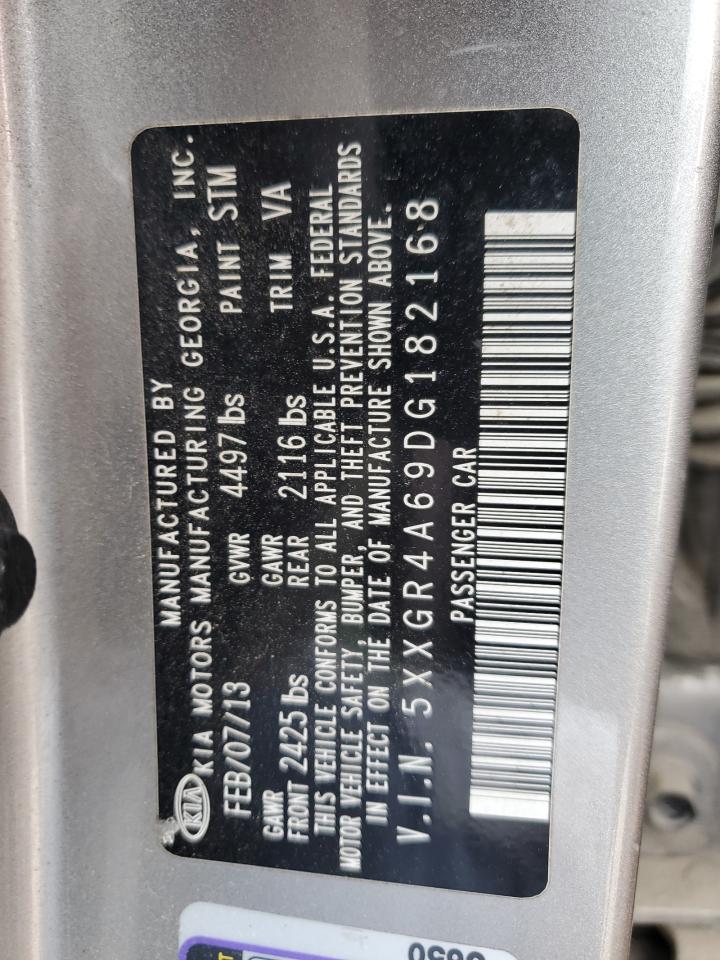 MANUFACTURED BY
KIA KIA MOTORS MANUFACTURING GEORGIA, INC.
FEB/07/13 GVWR 4497 lbs PAINT STM
GAWR FRONT 2425 lbs GAWR REAR 2116 lbs TRIM VA
THIS VEHICLE CONFORMS TO ALL APPLICABLE U.S.A. FEDERAL
MOTOR VEHICLE SAFETY, BUMPER, AND THEFT PREVENTION STANDARDS
IN EFFECT ON THE DATE OF MANUFACTURE SHOWN ABOVE.
V.I.N. 5XXGR4A69DG182168
PASSENGER CAR